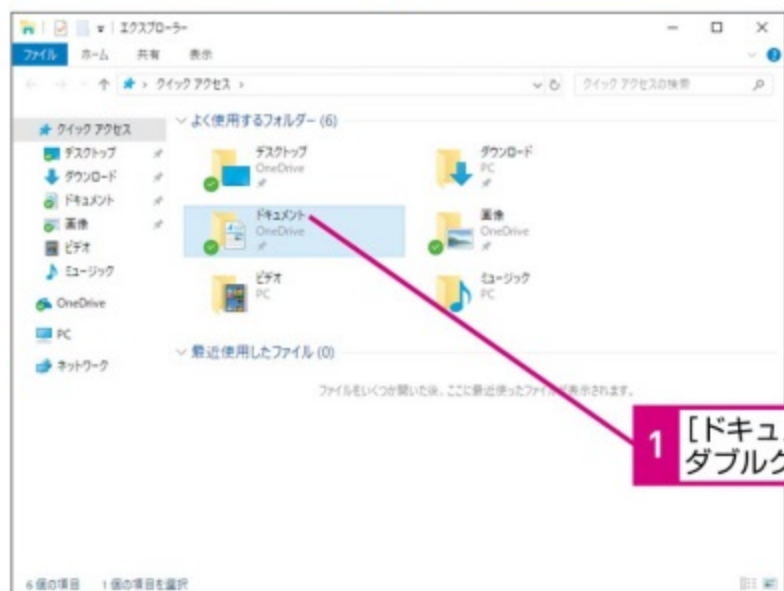 エクスプローラー
ファイル ホーム 共有 表示
クイック アクセス
クイック アクセスの検索
クイック アクセス
デスクトップ
ダウンロード
ドキュメント
画像
ビデオ
ミュージック
OneDrive
PC
ネットワーク
よく使用するフォルダー (6)
デスクトップ
OneDrive
ダウンロード
PC
ドキュメント
OneDrive
画像
OneDrive
ビデオ
PC
ミュージック
PC
最近使用したファイル (0)
ファイルをいくつか開いた後、ここに最近使ったファイルが表示されます。
1 [ドキュ
ダブルク
6 個の項目 1 個の項目を選択